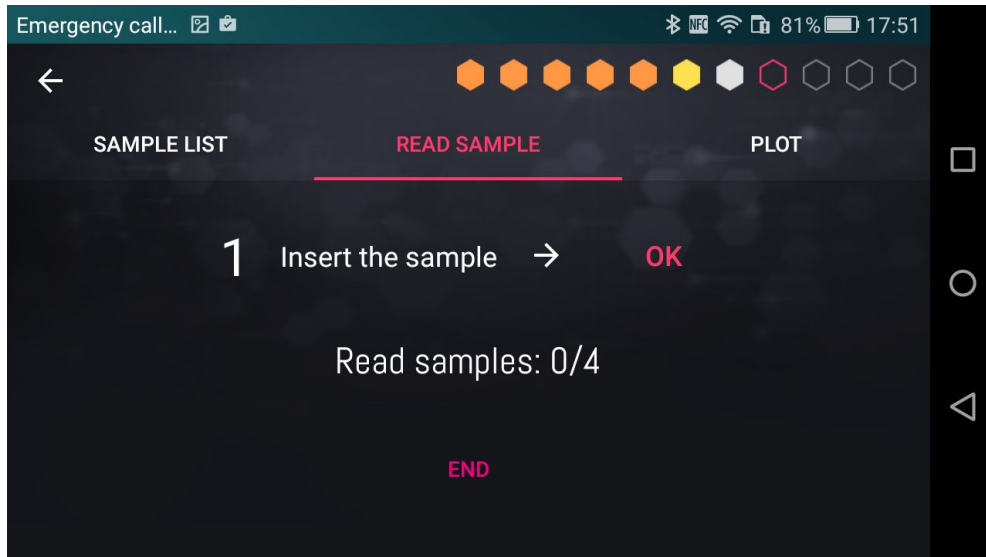 Emergency call... NFC 81% 17:51
SAMPLE LIST READ SAMPLE PLOT
1 Insert the sample → OK
Read samples: 0/4
END